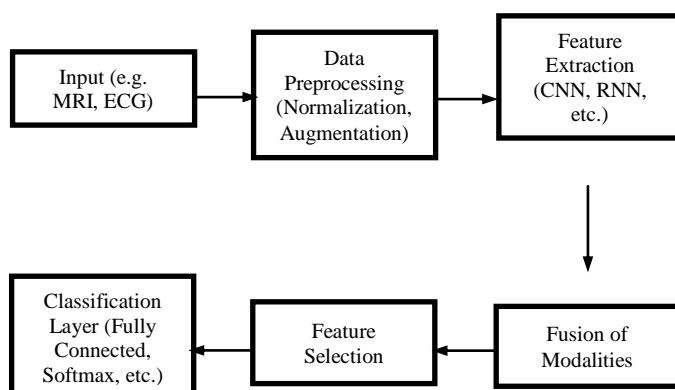 Input (e.g.
MRI, ECG)
Data
Preprocessing
(Normalization,
Augmentation)
Feature
Extraction
(CNN, RNN,
etc.)
Fusion of
Modalities
Feature
Selection
Classification
Layer (Fully
Connected,
Softmax, etc.)